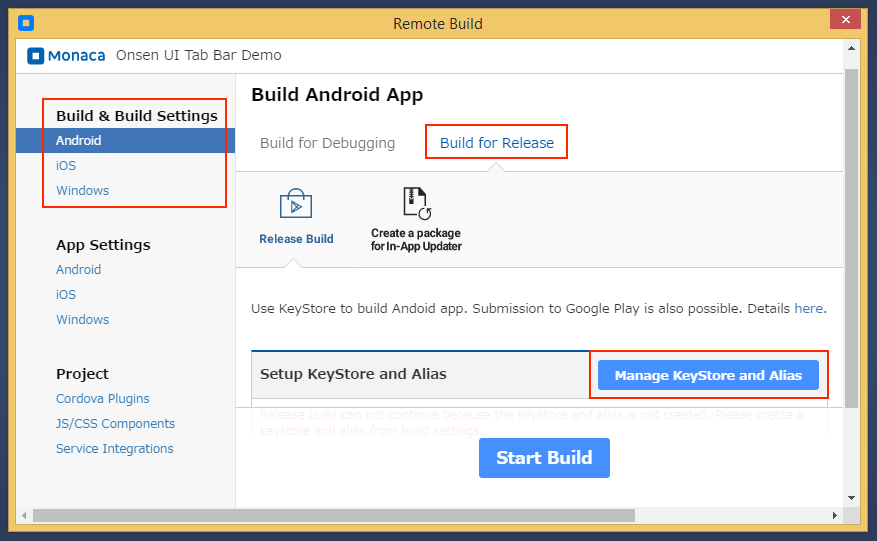 Remote Build
Monaca Onsen UI Tab Bar Demo
Build & Build Settings
Android
iOS
Windows
App Settings
Android
iOS
Windows
Project
Cordova Plugins
JS/CSS Components
Service Integrations
Build Android App
Build for Debugging
Build for Release
Release Build
Create a package
for In-App Updater
Use KeyStore to build Andoid app. Submission to Google Play is also possible. Details here.
Setup KeyStore and Alias
Manage KeyStore and Alias
Release build can not continue because the keystore and alias is not created. Please create a
keystore and alias from build settings.
Start Build